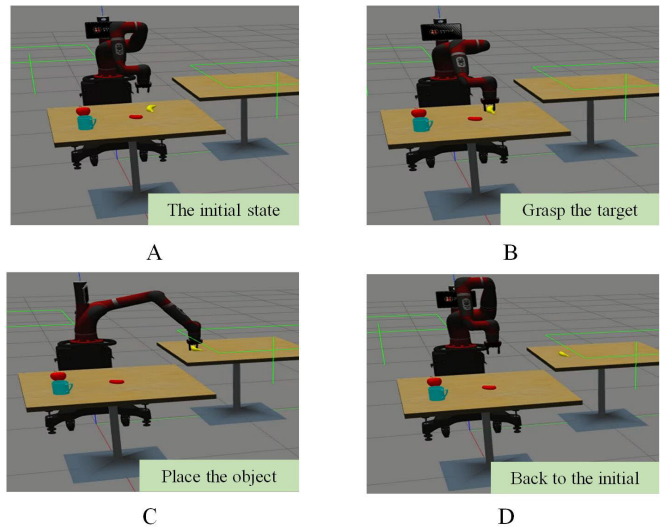 The initial state
Grasp the target
A
B
Place the object
Back to the initial
C
D